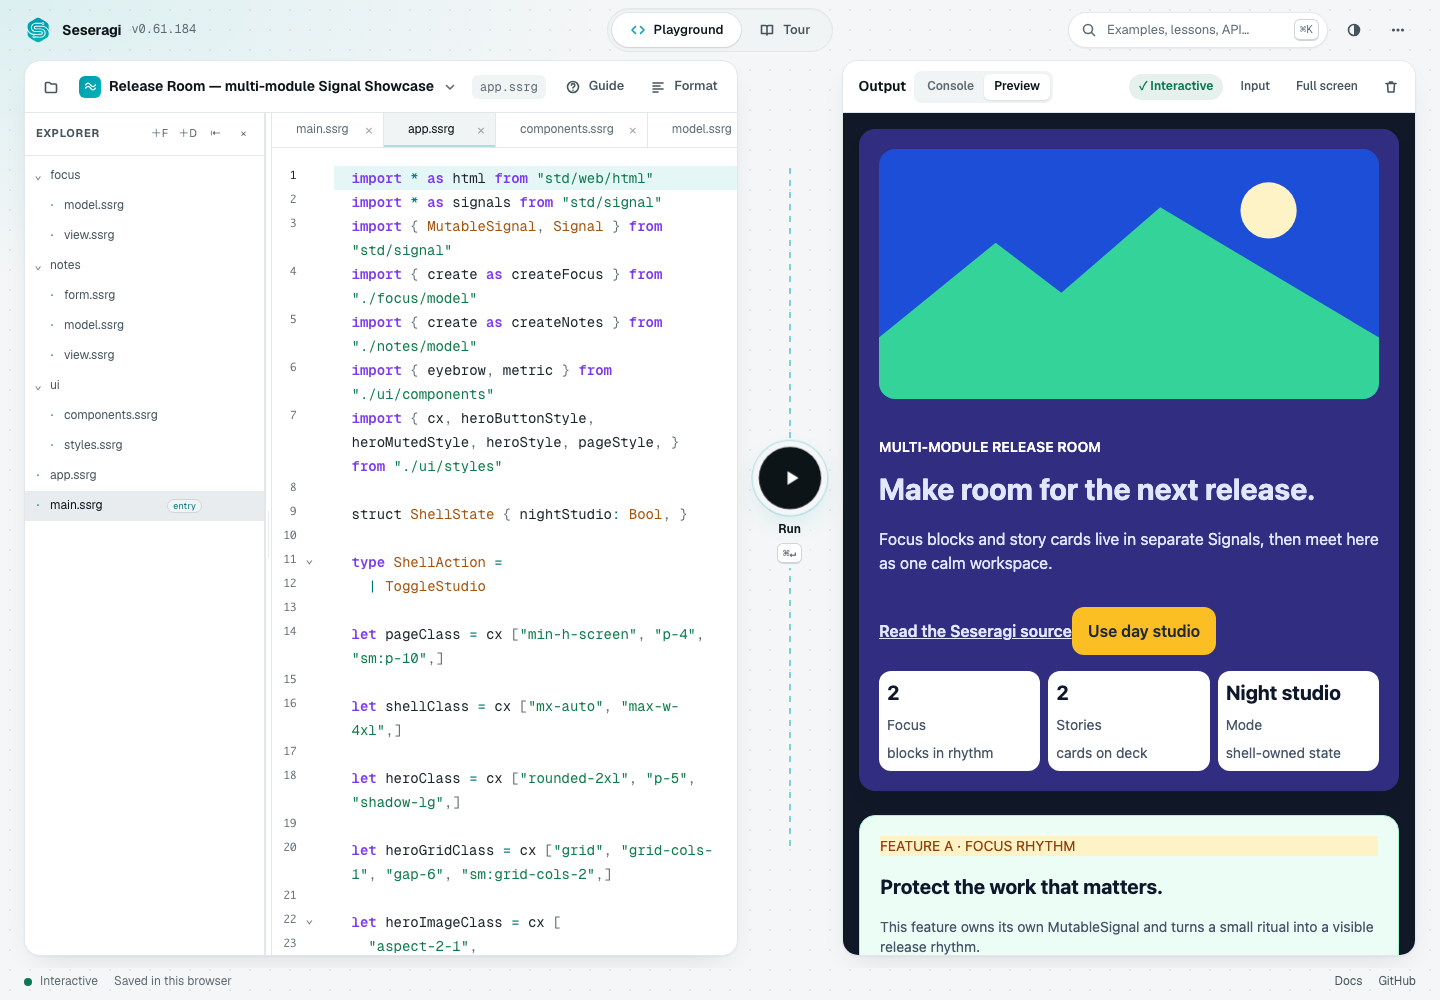 Seseragi v0.61.184
Playground
Tour
Examples, lessons, API... ⌘K
Release Room — multi-module Signal Showcase
app.ssrg
Guide
Format
EXPLORER +F +D
main.ssrg ×
app.ssrg ×
components.ssrg ×
model.ssrg
focus
model.ssrg
view.ssrg
notes
form.ssrg
model.ssrg
view.ssrg
ui
components.ssrg
styles.ssrg
app.ssrg
main.ssrg entry
1 import * as html from "std/web/html"
2 import * as signals from "std/signal"
3 import { MutableSignal, Signal } from
"std/signal"
4 import { create as createFocus } from
"./focus/model"
5 import { create as createNotes } from
"./notes/model"
6 import { eyebrow, metric } from
"./ui/components"
7 import { cx, heroButtonStyle,
heroMutedStyle, heroStyle, pageStyle, }
from "./ui/styles"
8
9 struct ShellState { nightStudio: Bool, }
10
11 type ShellAction =
12 | ToggleStudio
13
14 let pageClass = cx ["min-h-screen", "p-4",
"sm:p-10",]
15
16 let shellClass = cx ["mx-auto", "max-w-
4xl",]
17
18 let heroClass = cx ["rounded-2xl", "p-5",
"shadow-lg",]
19
20 let heroGridClass = cx ["grid", "grid-cols-
1", "gap-6", "sm:grid-cols-2",]
21
22 let heroImageClass = cx [
23 "aspect-2-1",
Run
⌘↵
Output
Console
Preview
✓ Interactive
Input
Full screen
MULTI-MODULE RELEASE ROOM
Make room for the next release.
Focus blocks and story cards live in separate Signals, then meet here
as one calm workspace.
Read the Seseragi source
Use day studio
2
Focus
blocks in rhythm
2
Stories
cards on deck
Night studio
Mode
shell-owned state
FEATURE A · FOCUS RHYTHM
Protect the work that matters.
This feature owns its own MutableSignal and turns a small ritual into a visible
release rhythm.
Interactive
Saved in this browser
Docs
GitHub